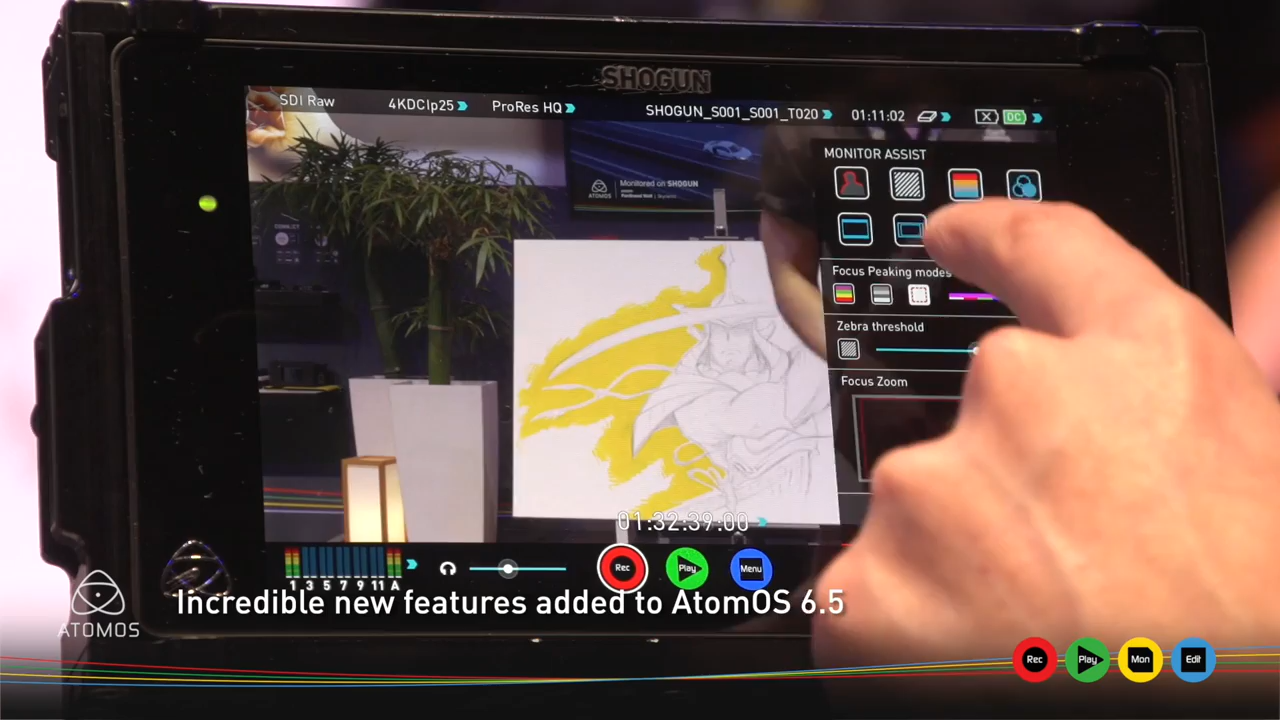 SHOGUN
SDI Raw 4KDCIp25 ProRes HQ SHOGUN_S001_S001_T020 01:11:02 DC
MONITOR ASSIST
ATOMOS
Monitored on SHOGUN
Focus Peaking modes
Zebra threshold
Focus Zoom
01:32:39:00
1 3 5 7 9 11 A
Rec Play Menu
Incredible new features added to AtomOS 6.5
ATOMOS
Rec Play Mon Edit